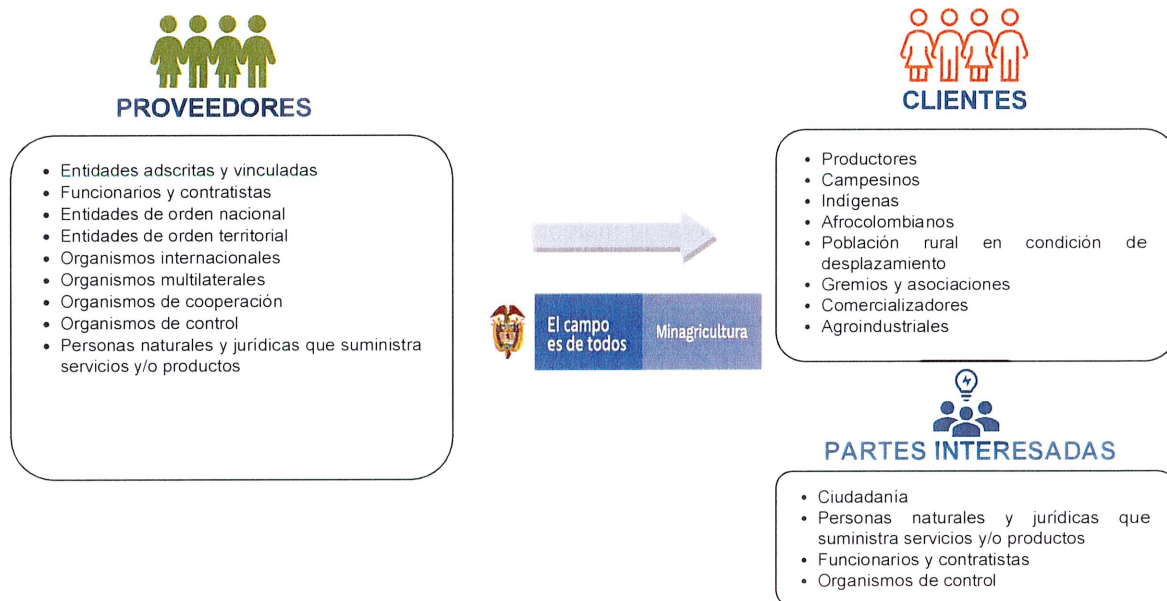 PROVEEDORES
• Entidades adscritas y vinculadas
• Funcionarios y contratistas
• Entidades de orden nacional
• Entidades de orden territorial
• Organismos internacionales
• Organismos multilaterales
• Organismos de cooperación
• Organismos de control
• Personas naturales y jurídicas que suministra
servicios y/o productos
El campo
es de todos
Minagricultura
CLIENTES
• Productores
• Campesinos
• Indígenas
• Afrocolombianos
• Población rural en condición de
desplazamiento
• Gremios y asociaciones
• Comercializadores
• Agroindustriales
PARTES INTERESADAS
• Ciudadanía
• Personas naturales y jurídicas que
suministra servicios y/o productos
• Funcionarios y contratistas
• Organismos de control